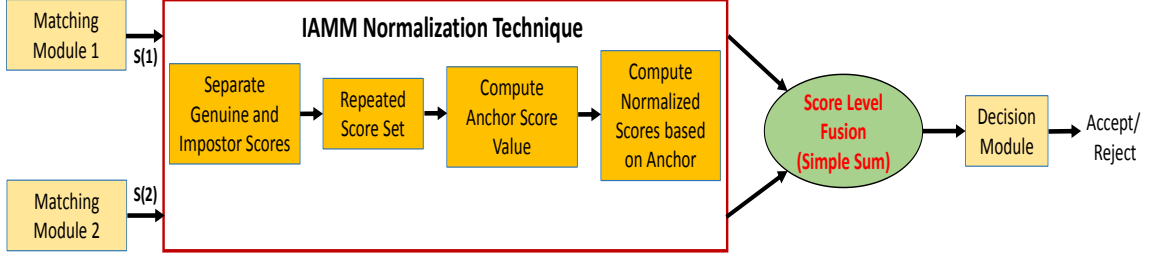 Matching
Module 1
S(1)
Matching
Module 2
S(2)
IAMM Normalization Technique
Separate
Genuine and
Impostor Scores
Repeated
Score Set
Compute
Anchor Score
Value
Compute
Normalized
Scores based
on Anchor
Score Level
Fusion
(Simple Sum)
Decision
Module
Accept/
Reject